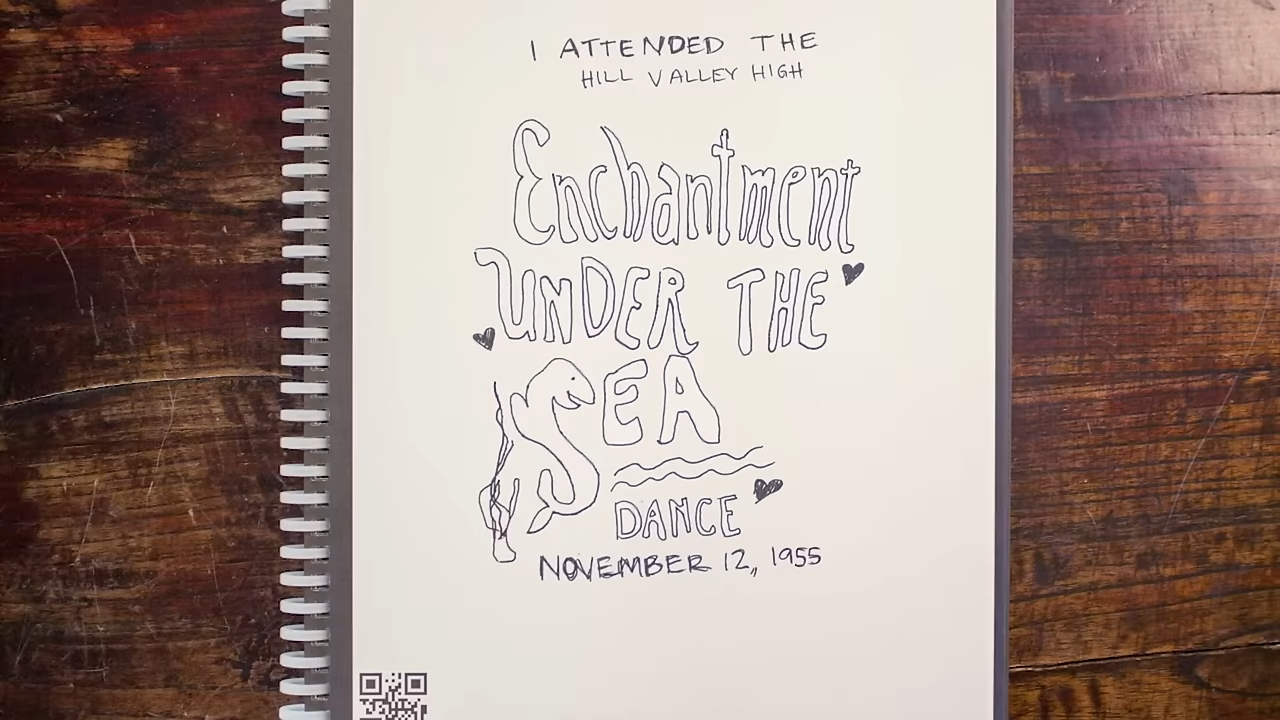 I ATTENDED THE
HILL VALLEY HIGH
Enchantment
UNDER THE
SEA
DANCE
NOVEMBER 12, 1955